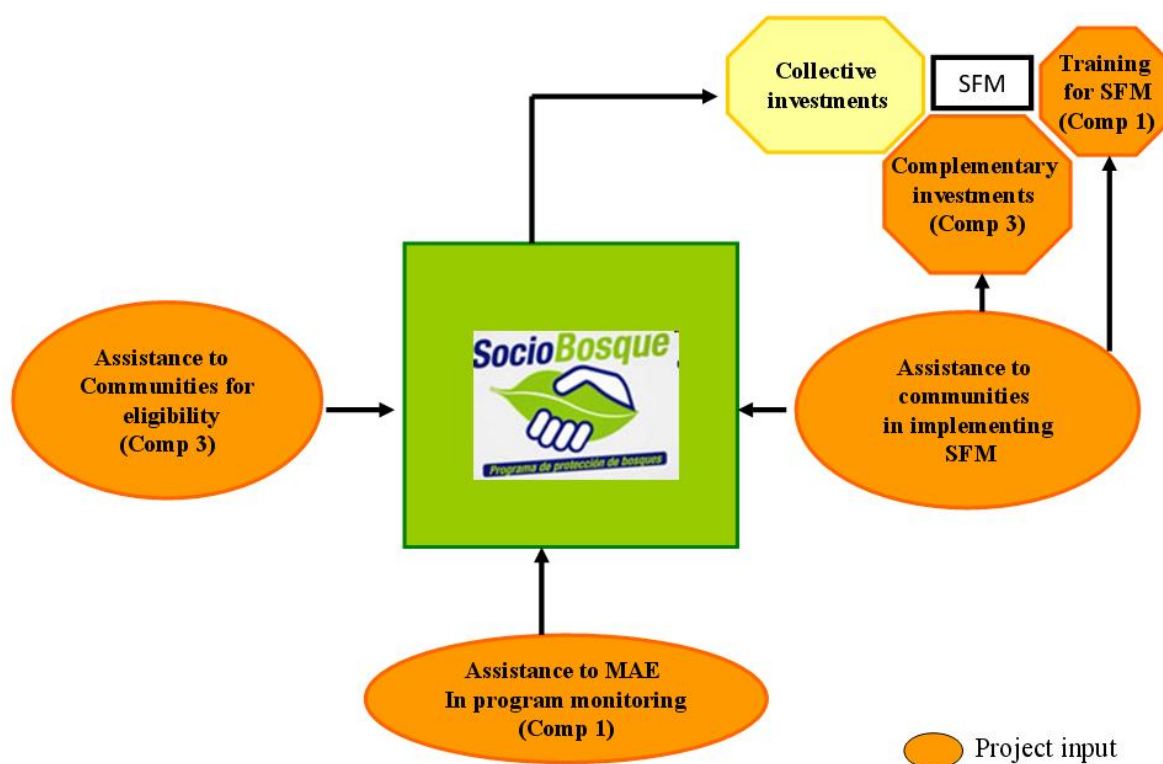 Collective
investments
SFM
Training
for SFM
(Comp 1)
Complementary
investments
(Comp 3)
Assistance to
Communities for
eligibility
(Comp 3)
SocioBosque
Programa de protección de bosques
Assistance to
communities
in implementing
SFM
Assistance to MAE
In program monitoring
(Comp 1)
Project input